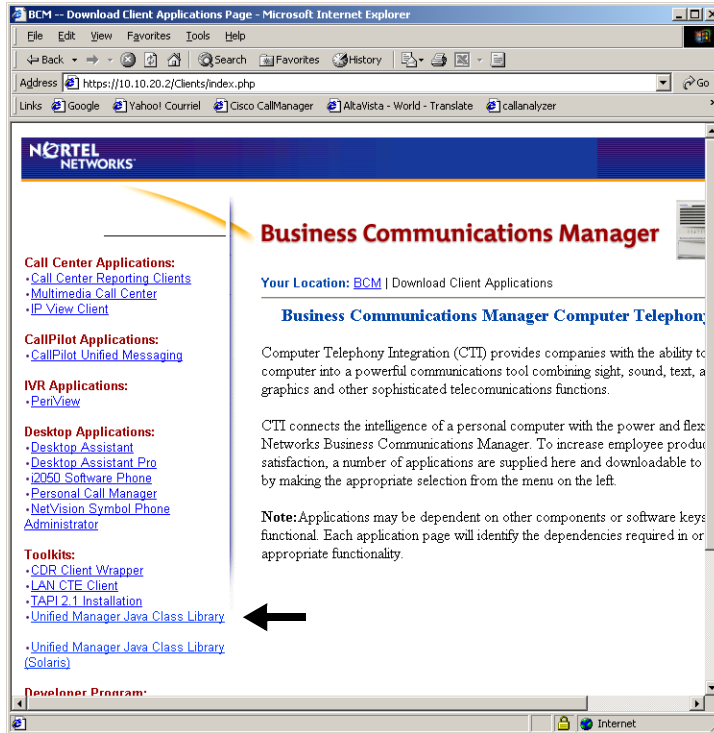 BCM -- Download Client Applications Page - Microsoft Internet Explorer
File Edit View Favorites Tools Help
Back Search Favorites History
Address https://10.10.20.2/Clients/index.php Go
Links Google Yahoo! Courriel Cisco CallManager AltaVista - World - Translate callanalyzer »
NORTEL
NETWORKS
Business Communications Manager
Call Center Applications:
•Call Center Reporting Clients
•Multimedia Call Center
•IP View Client
CallPilot Applications:
•CallPilot Unified Messaging
IVR Applications:
•PeriView
Desktop Applications:
•Desktop Assistant
•Desktop Assistant Pro
•i2050 Software Phone
•Personal Call Manager
•NetVision Symbol Phone
Administrator
Toolkits:
•CDR Client Wrapper
•LAN CTE Client
•TAPI 2.1 Installation
•Unified Manager Java Class Library
•Unified Manager Java Class Library
(Solaris)
Developer Program:
Your Location: BCM | Download Client Applications
Business Communications Manager Computer Telephony
Computer Telephony Integration (CTI) provides companies with the ability to
computer into a powerful communications tool combining sight, sound, text, a
graphics and other sophisticated telecomunications functions.
CTI connects the intelligence of a personal computer with the power and flex
Networks Business Communications Manager. To increase employee produc
satisfaction, a number of applications are supplied here and downloadable to
by making the appropriate selection from the menu on the left.
Note:Applications may be dependent on other components or software keys
functional. Each application page will identify the dependencies required in or
appropriate functionality.
Internet